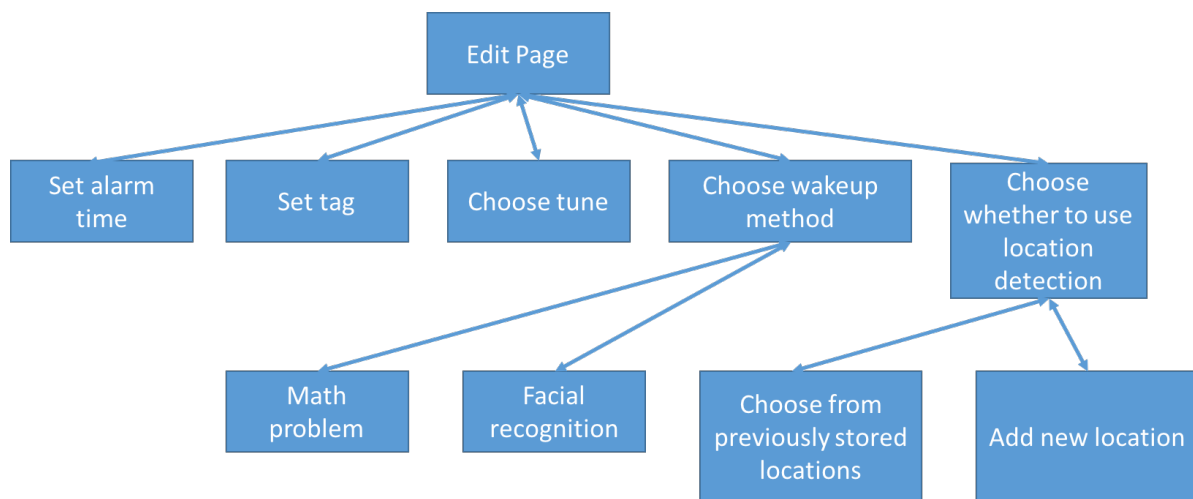 Edit Page
Set alarm
time
Set tag
Choose tune
Choose wakeup
method
Choose
whether to use
location
detection
Math
problem
Facial
recognition
Choose from
previously stored
locations
Add new location